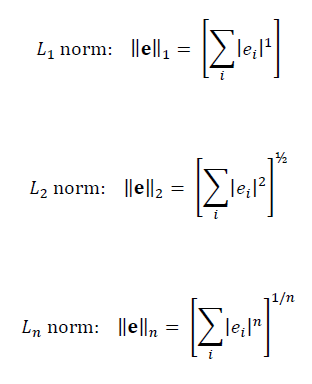 L₁ norm: ‖𝐞‖₁ = [∑ᵢ|eᵢ|¹]
L₂ norm: ‖𝐞‖₂ = [∑ᵢ|eᵢ|²]^½
Lₙ norm: ‖𝐞‖ₙ = [∑ᵢ|eᵢ|ⁿ]^1/n